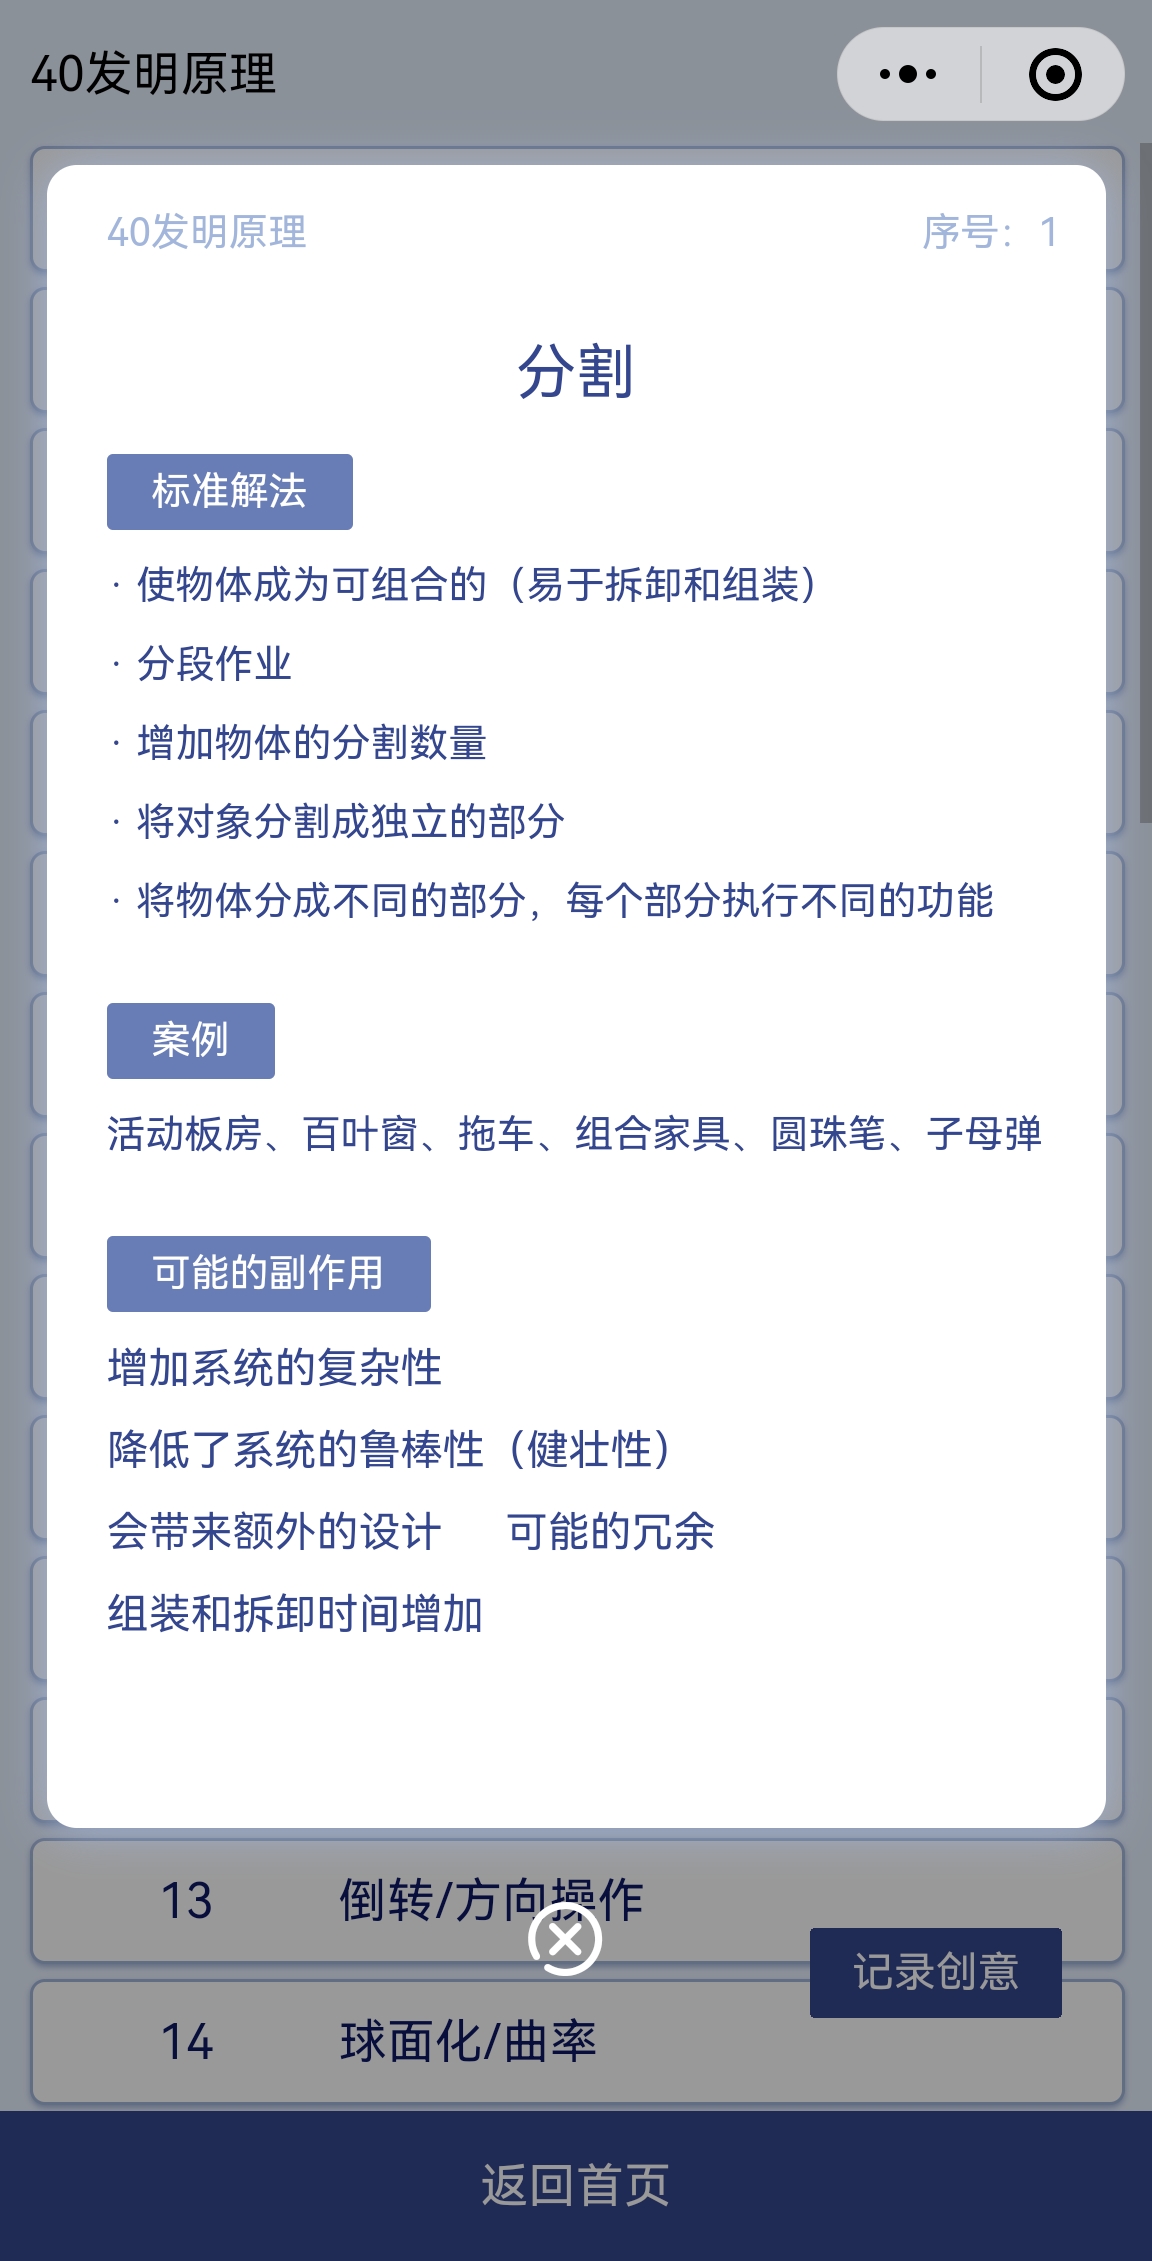 40发明原理
40发明原理 序号：1
分割
标准解法
· 使物体成为可组合的（易于拆卸和组装）
· 分段作业
· 增加物体的分割数量
· 将对象分割成独立的部分
· 将物体分成不同的部分，每个部分执行不同的功能
案例
活动板房、百叶窗、拖车、组合家具、圆珠笔、子母弹
可能的副作用
增加系统的复杂性
降低了系统的鲁棒性（健壮性）
会带来额外的设计 可能的冗余
组装和拆卸时间增加
13 倒转/方向操作
记录创意
14 球面化/曲率
返回首页